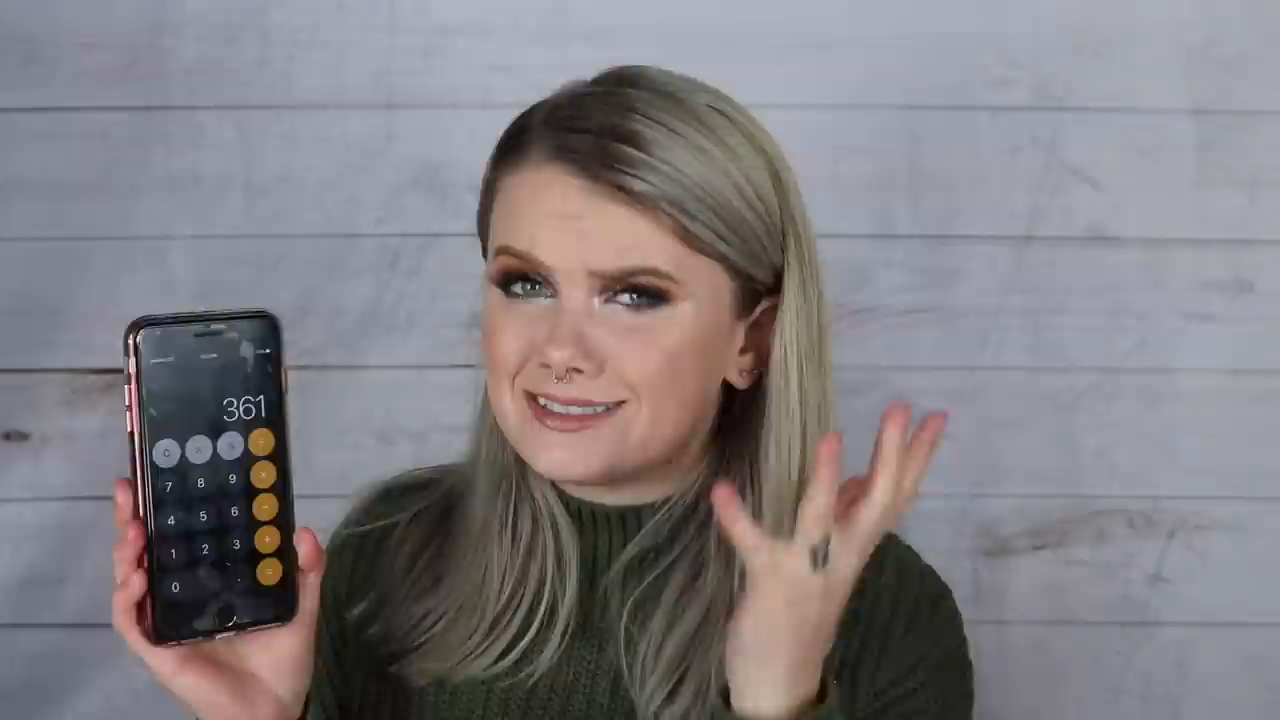 361
C
7 8 9 ×
4 5 6 −
1 2 3 +
0 . =